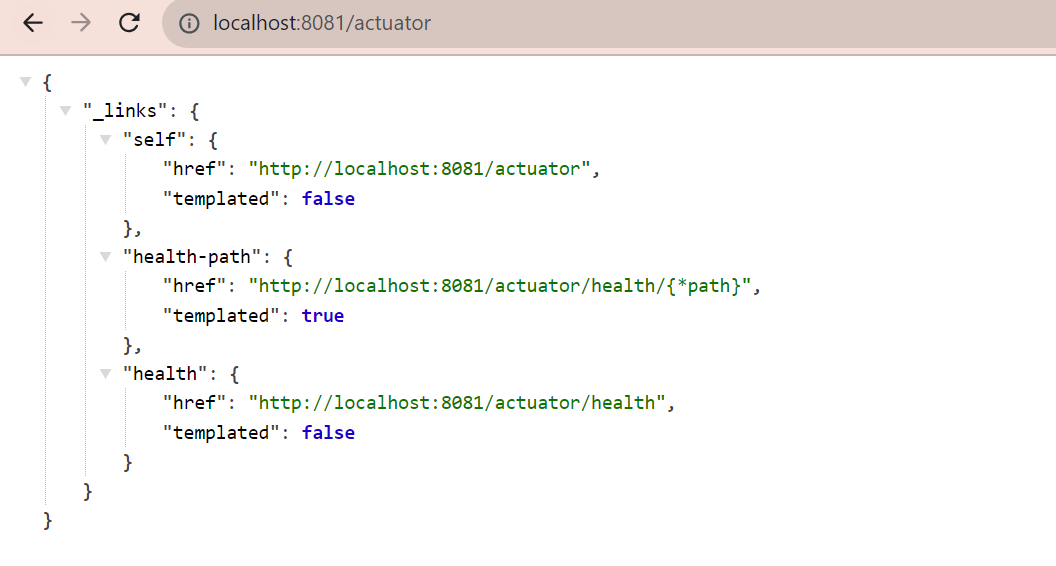 localhost:8081/actuator
{
"_links": {
"self": {
"href": "http://localhost:8081/actuator",
"templated": false
},
"health-path": {
"href": "http://localhost:8081/actuator/health/{*path}",
"templated": true
},
"health": {
"href": "http://localhost:8081/actuator/health",
"templated": false
}
}
}